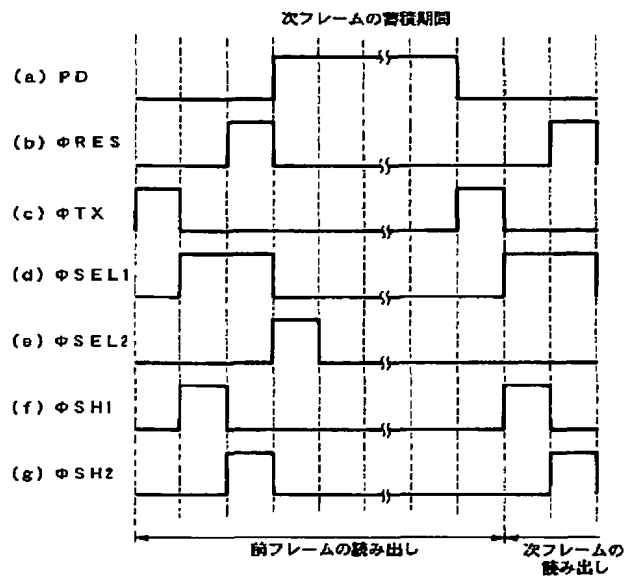 次フレームの蓄積期間
(a) PD
(b) ΦRES
(c) ΦTX
(d) ΦSEL1
(e) ΦSEL2
(f) ΦSH1
(g) ΦSH2
前フレームの読み出し
次フレームの
読み出し